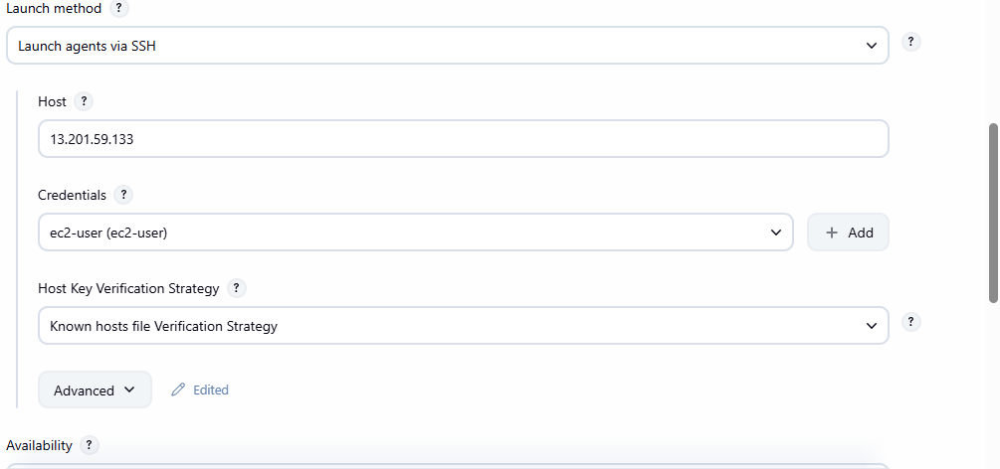 Launch method ?
Launch agents via SSH
?
Host ?
13.201.59.133
Credentials ?
ec2-user (ec2-user)
+ Add
Host Key Verification Strategy ?
Known hosts file Verification Strategy
?
Advanced
Edited
Availability ?